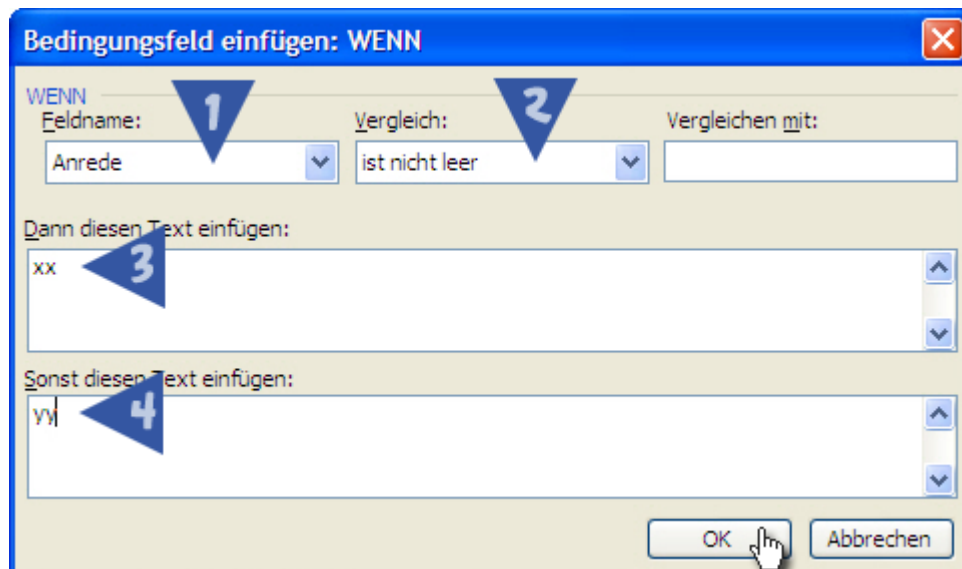 Bedingungsfeld einfügen: WENN
WENN
1
2
Feldname:
Vergleich:
Vergleichen mit:
Anrede
ist nicht leer
Dann diesen Text einfügen:
xx
3
Sonst diesen Text einfügen:
yy
4
OK
Abbrechen